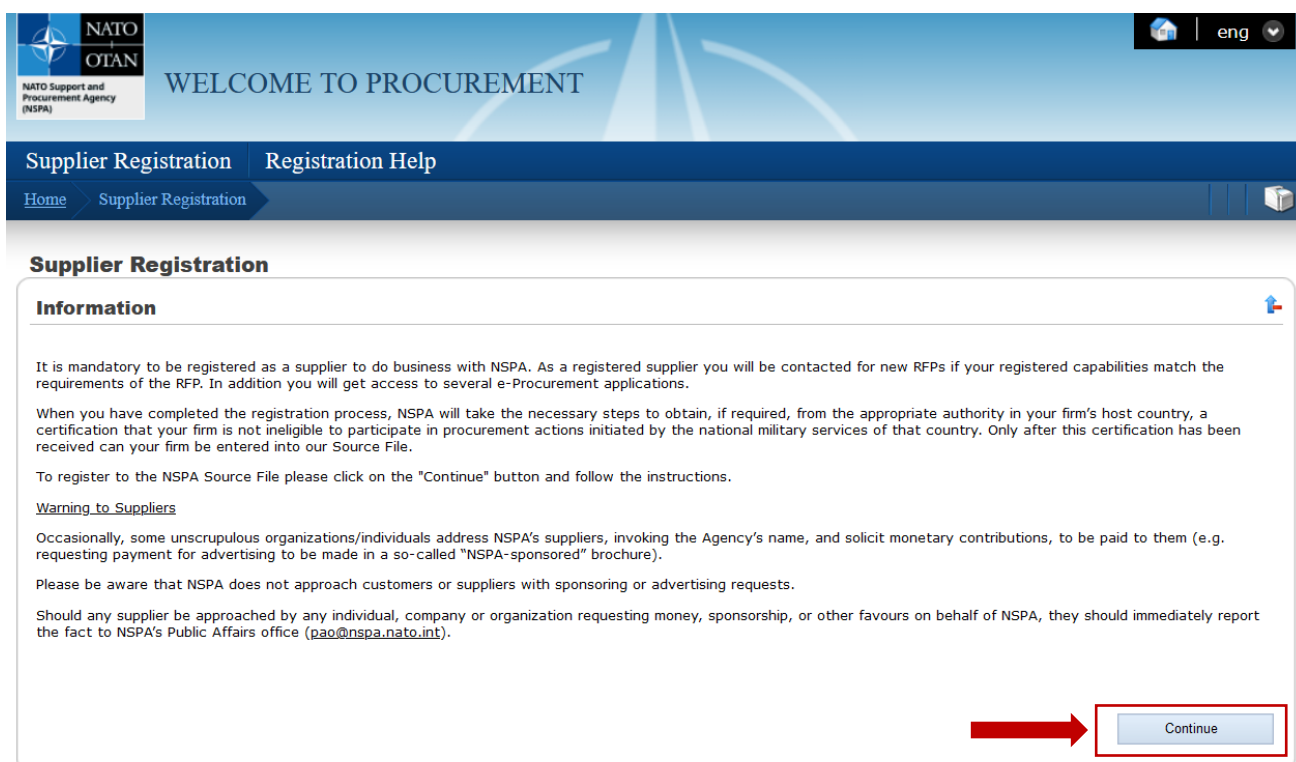 NATO
OTAN
NATO Support and
Procurement Agency
(NSPA)
WELCOME TO PROCUREMENT
eng
Supplier Registration Registration Help
Home Supplier Registration
Supplier Registration
Information
It is mandatory to be registered as a supplier to do business with NSPA. As a registered supplier you will be contacted for new RFPs if your registered capabilities match the
requirements of the RFP. In addition you will get access to several e-Procurement applications.
When you have completed the registration process, NSPA will take the necessary steps to obtain, if required, from the appropriate authority in your firm’s host country, a
certification that your firm is not ineligible to participate in procurement actions initiated by the national military services of that country. Only after this certification has been
received can your firm be entered into our Source File.
To register to the NSPA Source File please click on the "Continue" button and follow the instructions.
Warning to Suppliers
Occasionally, some unscrupulous organizations/individuals address NSPA’s suppliers, invoking the Agency’s name, and solicit monetary contributions, to be paid to them (e.g.
requesting payment for advertising to be made in a so-called “NSPA-sponsored” brochure).
Please be aware that NSPA does not approach customers or suppliers with sponsoring or advertising requests.
Should any supplier be approached by any individual, company or organization requesting money, sponsorship, or other favours on behalf of NSPA, they should immediately report
the fact to NSPA’s Public Affairs office (pao@nspa.nato.int).
Continue